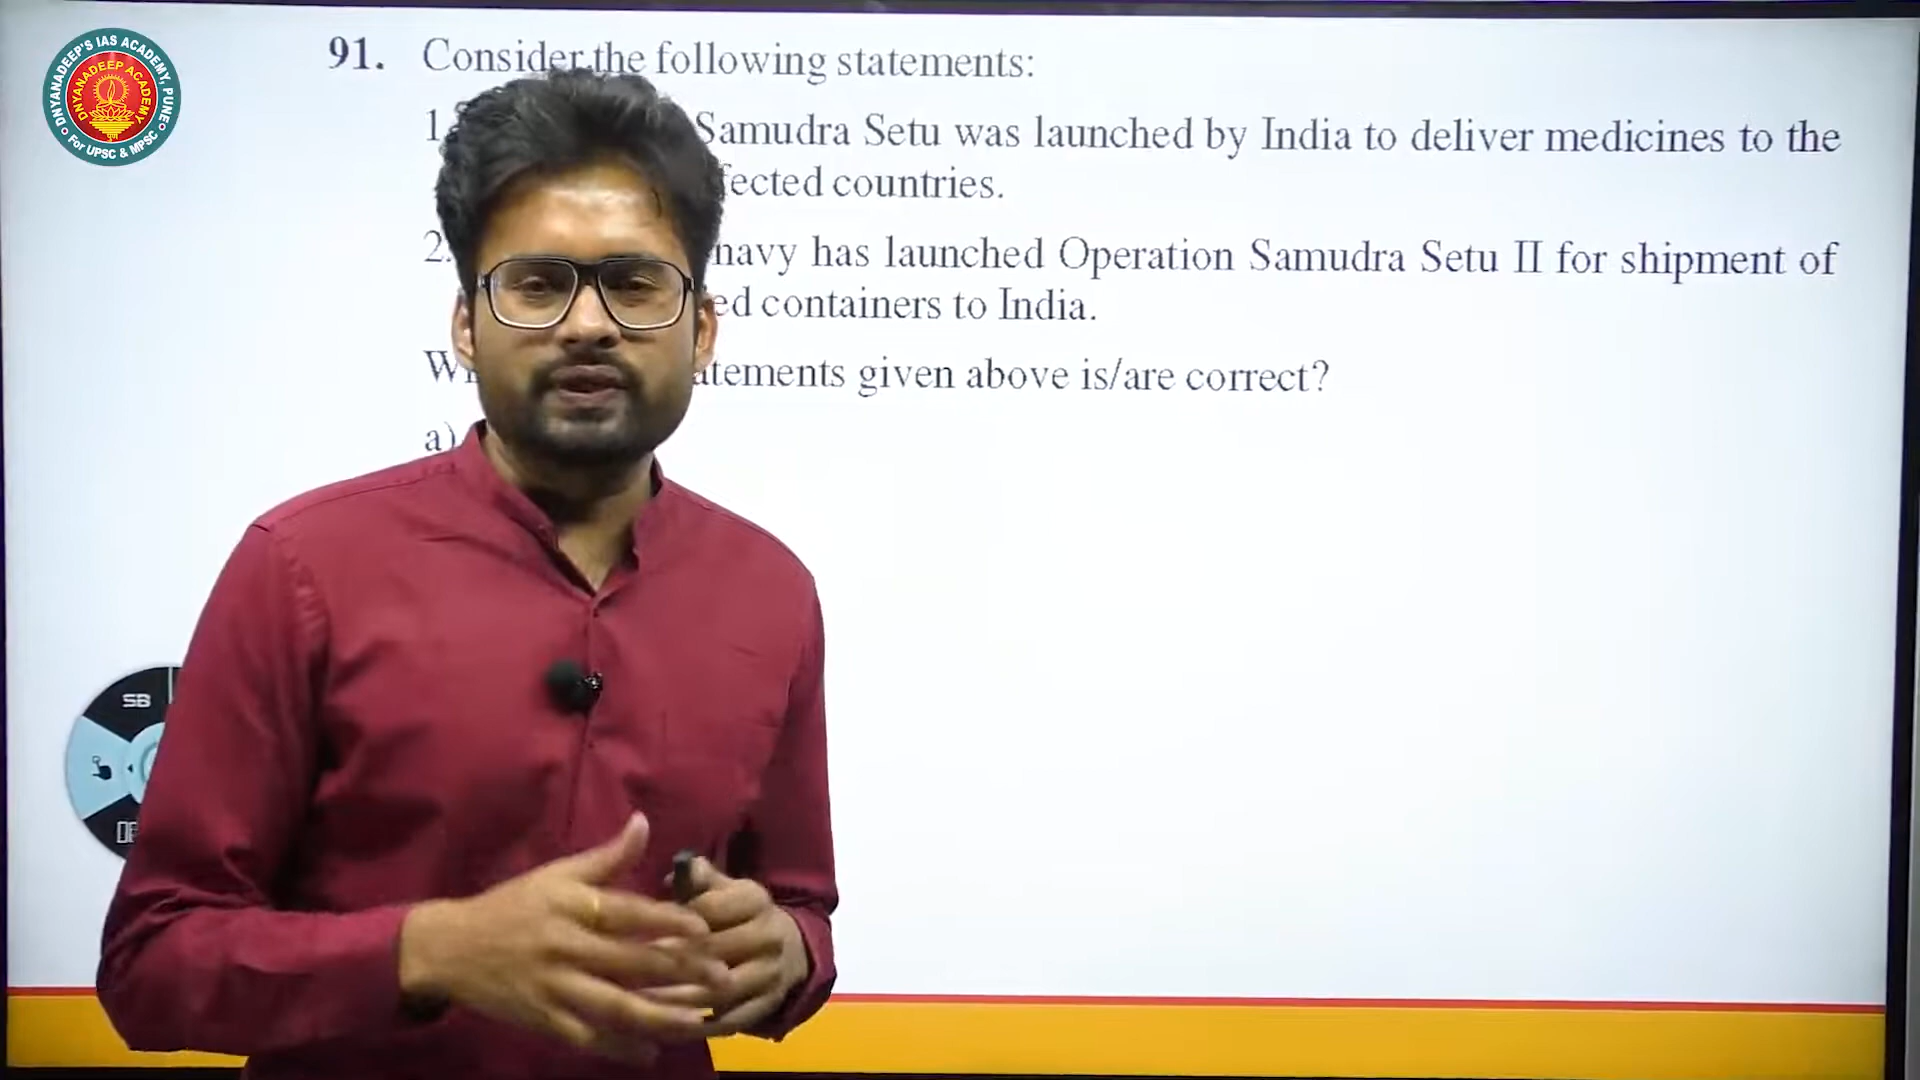 DNYANADEEP'S IAS ACADEMY, PUNE
DNYANADEEP ACADEMY
For UPSC & MPSC
91. Consider the following statements:
1. Samudra Setu was launched by India to deliver medicines to the
fected countries.
2. navy has launched Operation Samudra Setu II for shipment of
ed containers to India.
atements given above is/are correct?
a)
SB